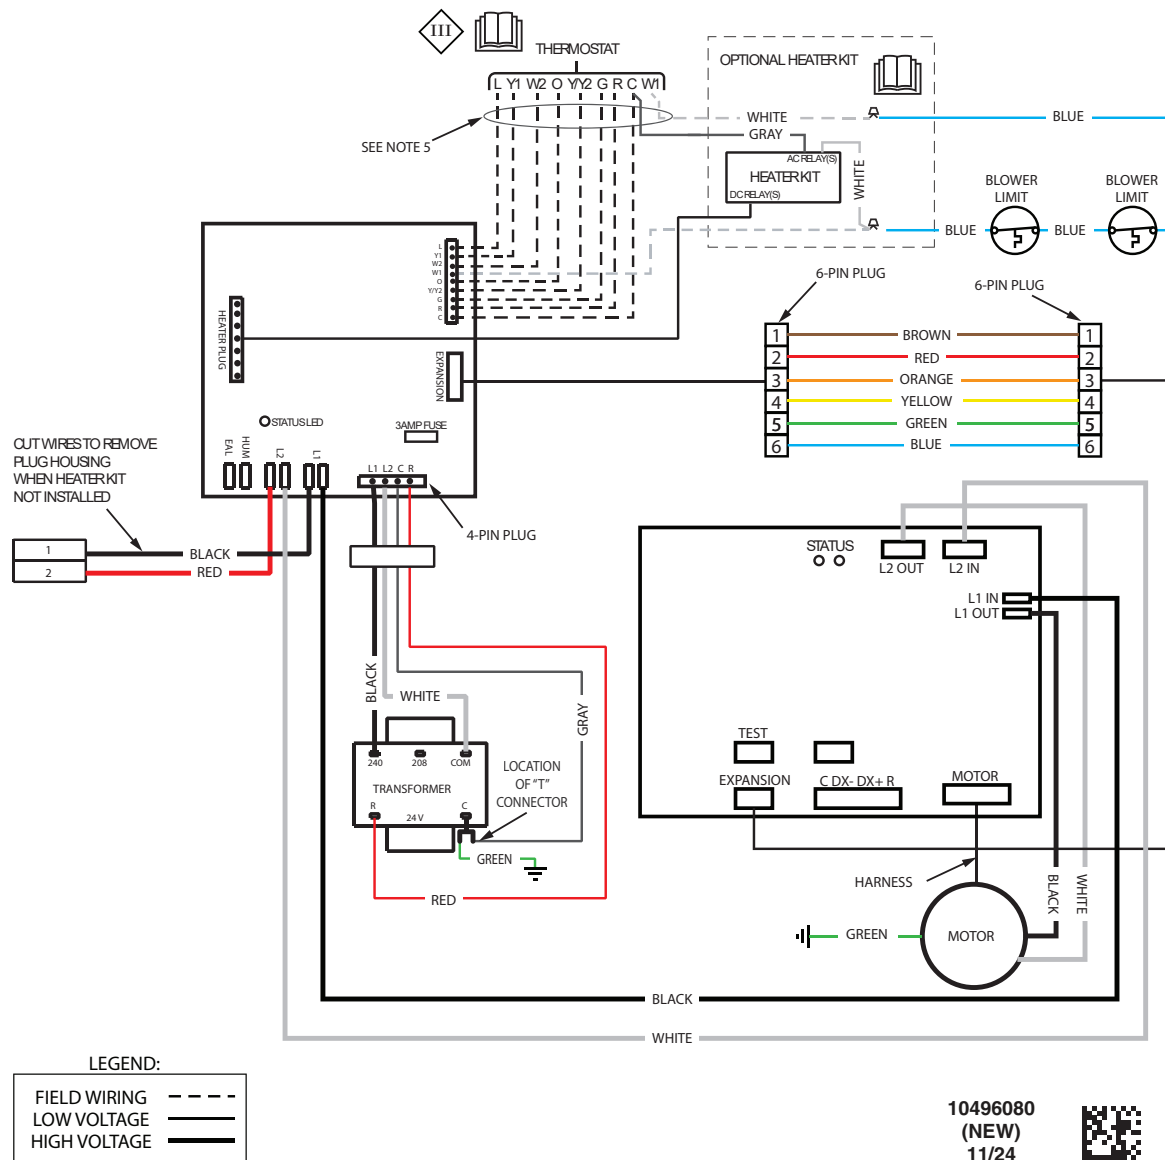 III
THERMOSTAT
L Y1 W2 O Y/Y2 G R C W1
SEE NOTE 5
OPTIONAL HEATER KIT
WHITE
GRAY
BLUE
AC RELAY(S)
HEATER KIT
DC RELAY(S)
WHITE
BLOWER
LIMIT
BLOWER
LIMIT
BLUE
BLUE
L
Y1
W2
W1
O
Y/Y2
G
R
C
HEATER PLUG
EXPANSION
STATUS LED
3AMP FUSE
EAL
HUM
L2
L1
L1 L2 C R
4-PIN PLUG
6-PIN PLUG
6-PIN PLUG
1 BROWN 1
2 RED 2
3 ORANGE 3
4 YELLOW 4
5 GREEN 5
6 BLUE 6
CUT WIRES TO REMOVE
PLUG HOUSING
WHEN HEATER KIT
NOT INSTALLED
1
2
BLACK
RED
BLACK
WHITE
GRAY
240
208
COM
TRANSFORMER
R
24 V
C
LOCATION
OF "T"
CONNECTOR
GREEN
RED
STATUS
L2 OUT
L2 IN
L1 IN
L1 OUT
TEST
EXPANSION
C DX- DX+ R
MOTOR
HARNESS
BLACK
WHITE
GREEN
MOTOR
BLACK
WHITE
LEGEND:
FIELD WIRING
LOW VOLTAGE
HIGH VOLTAGE
10496080
(NEW)
11/24